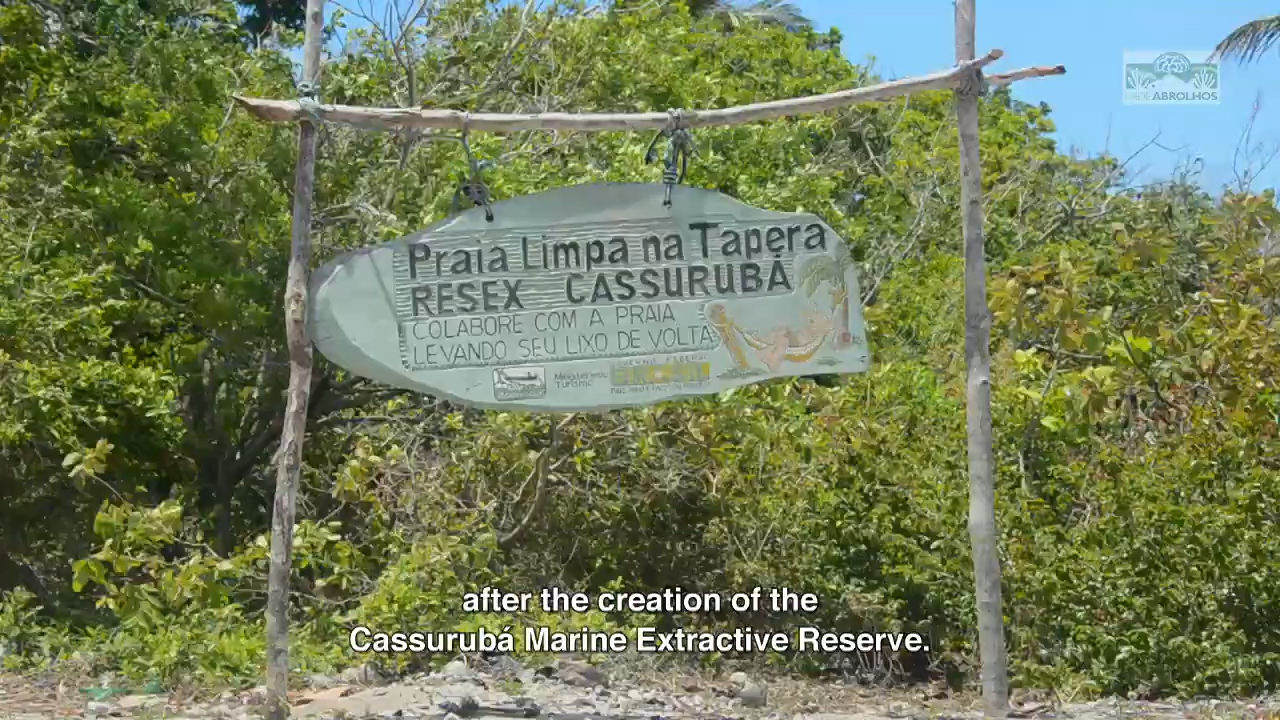 ABROLHOS
Praia Limpa na Tapera
RESEX CASSURUBÁ
COLABORE COM A PRAIA
LEVANDO SEU LIXO DE VOLTA
Turismo
after the creation of the
Cassurubá Marine Extractive Reserve.